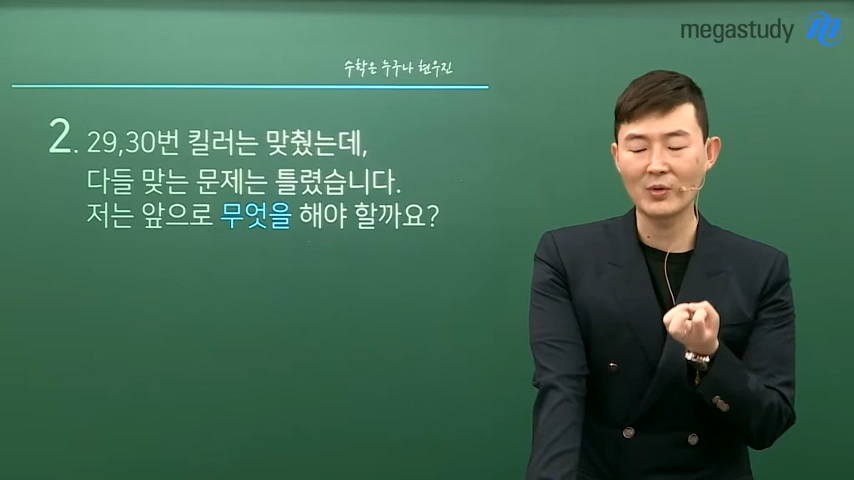 megastudy
수학은 누구나 현우진
2. 29,30번 킬러는 맞췄는데,
다들 맞는 문제는 틀렸습니다.
저는 앞으로 무엇을 해야 할까요?